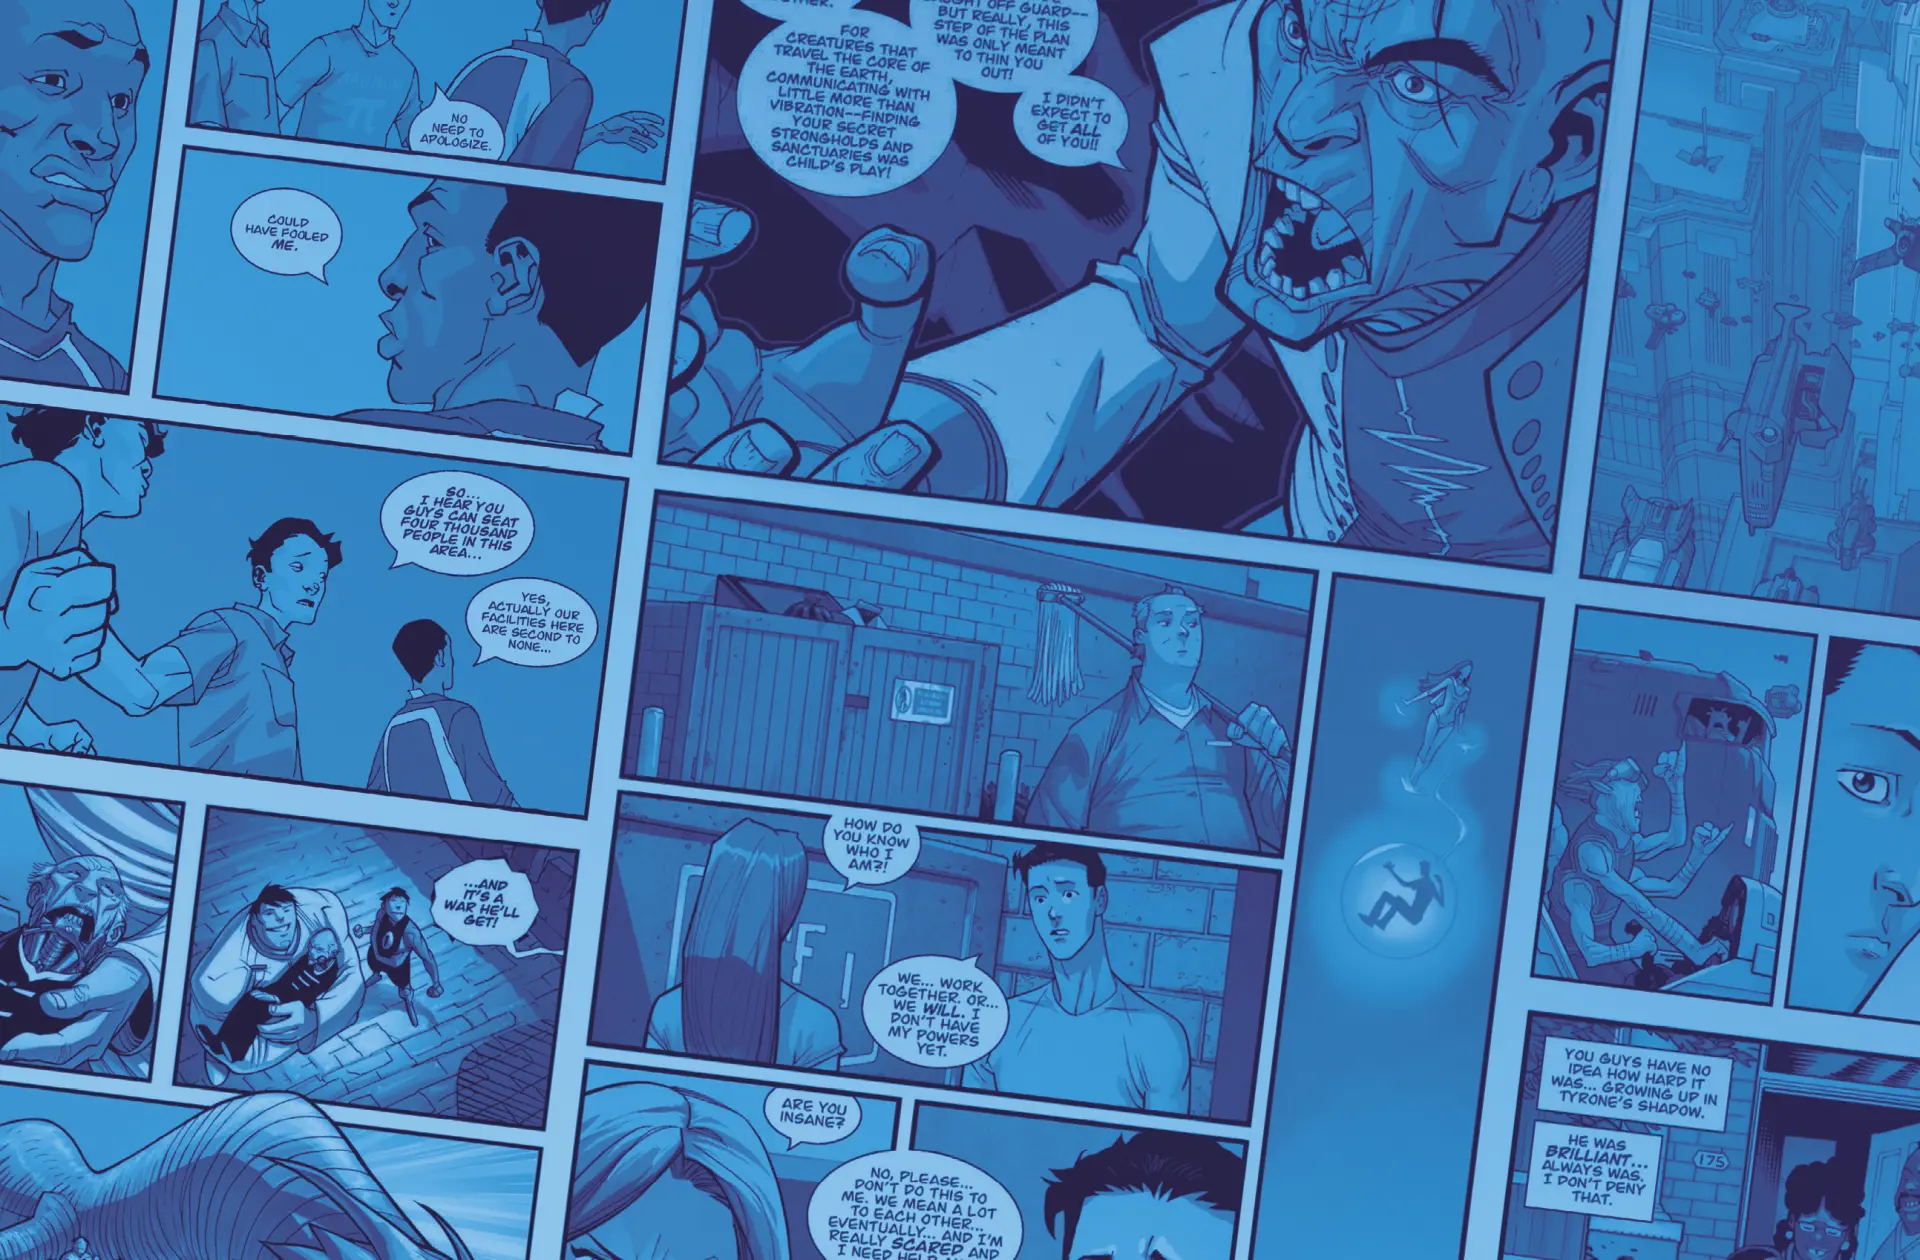 NO
NEED TO
APOLOGIZE.
COULD
HAVE FOOLED
ME.
FOR
CREATURES THAT
TRAVEL THE CORE OF
THE EARTH,
COMMUNICATING WITH
LITTLE MORE THAN
VIBRATION--FINDING
YOUR SECRET
STRONGHOLDS AND
SANCTUARIES WAS
CHILD'S PLAY!
OFF GUARD--
BUT REALLY, THIS
STEP OF THE PLAN
WAS ONLY MEANT
TO THIN YOU
OUT!
I DIDN'T
EXPECT TO
GET ALL
OF YOU!!
SO...
I HEAR YOU
GUYS CAN SEAT
FOUR THOUSAND
PEOPLE IN THIS
AREA...
YES,
ACTUALLY OUR
FACILITIES HERE
ARE SECOND TO
NONE...
...AND
IT'S A
WAR HE'LL
GET!
HOW DO
YOU KNOW
WHO I
AM?!
WE... WORK
TOGETHER. OR...
WE WILL. I
DON'T HAVE
MY POWERS
YET.
ARE YOU
INSANE?
NO, PLEASE...
DON'T DO THIS TO
ME. WE MEAN A LOT
TO EACH OTHER...
EVENTUALLY... AND I'M
REALLY SCARED AND
I NEED HELP
YOU GUYS HAVE NO
IDEA HOW HARD IT
WAS... GROWING UP IN
TYRONE'S SHADOW.
HE WAS
BRILLIANT...
ALWAYS WAS.
I DON'T DENY
THAT.
175